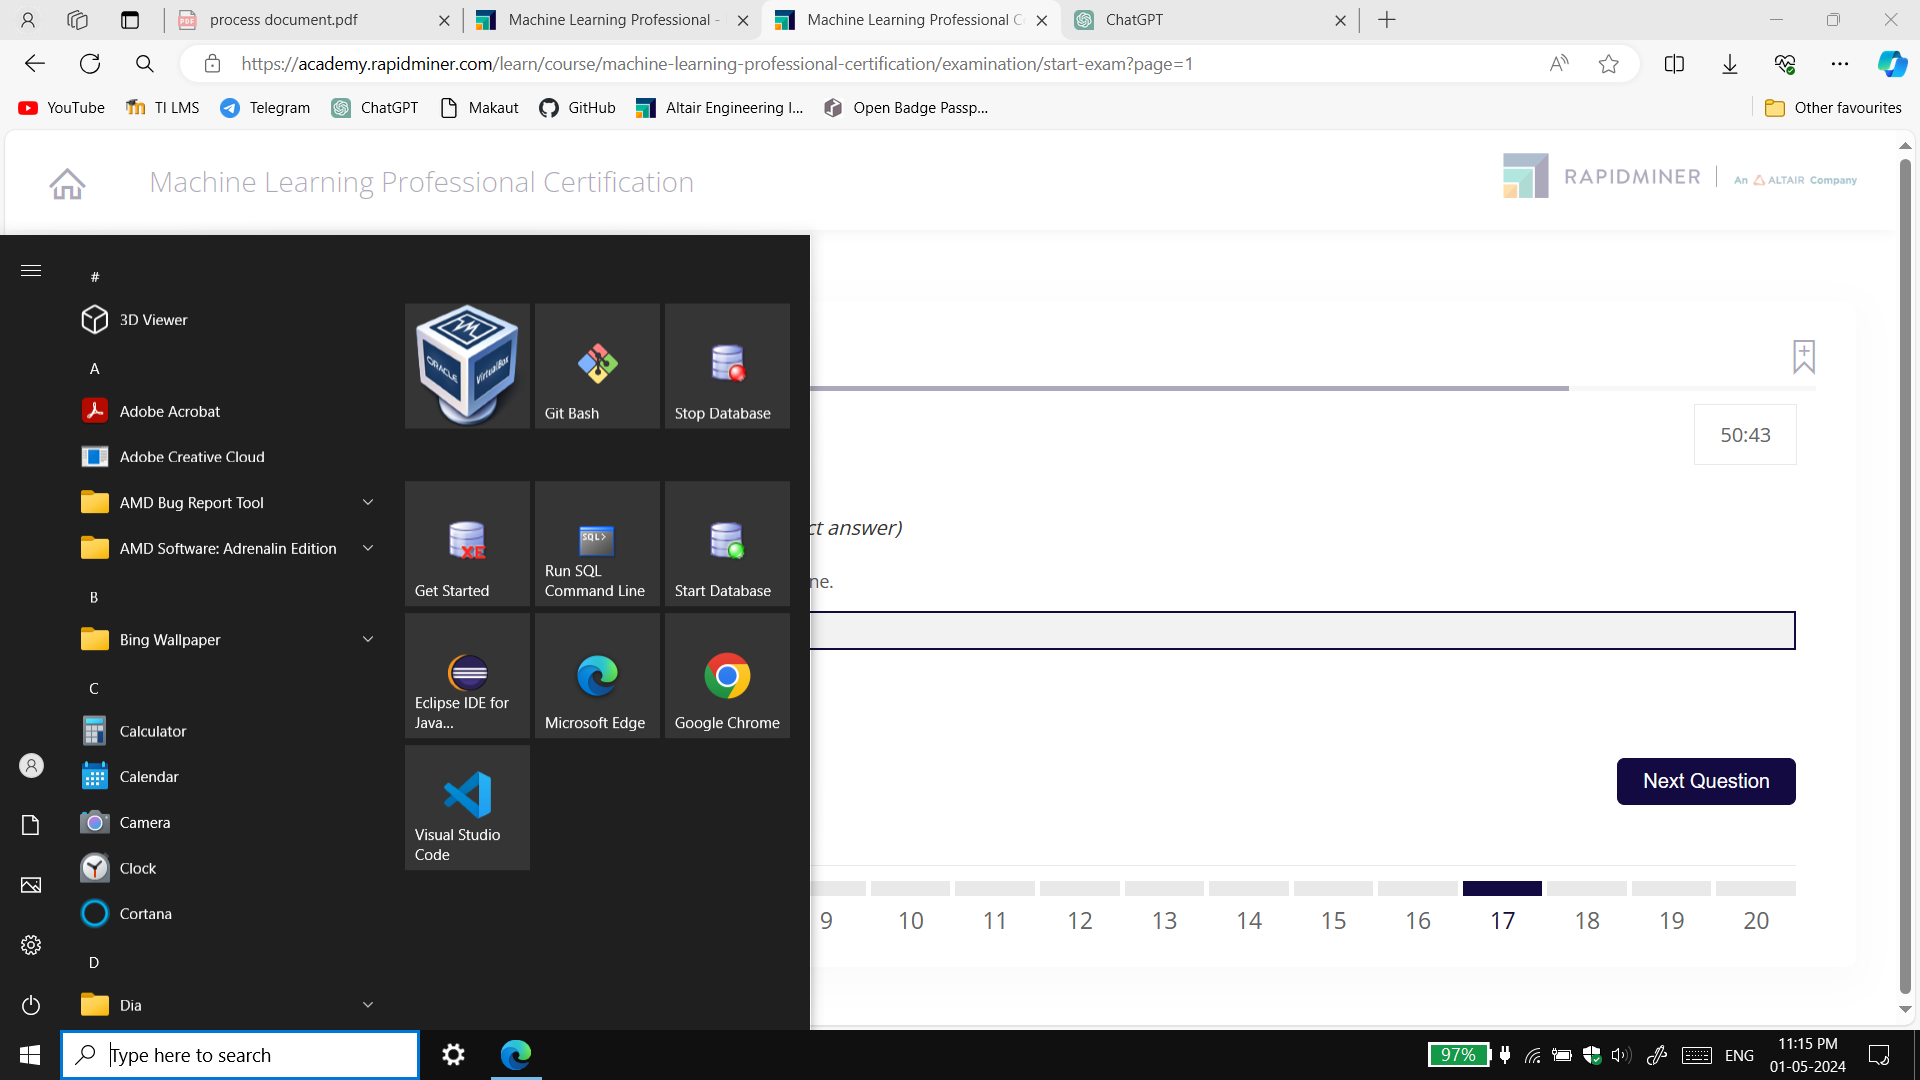 process document.pdf
Machine Learning Professional -
Machine Learning Professional C
ChatGPT
https://academy.rapidminer.com/learn/course/machine-learning-professional-certification/examination/start-exam?page=1
YouTube
TI LMS
Telegram
ChatGPT
Makaut
GitHub
Altair Engineering I...
Open Badge Passp...
Other favourites
Machine Learning Professional Certification
RAPIDMINER
An ALTAIR Company
#
3D Viewer
A
Adobe Acrobat
Adobe Creative Cloud
AMD Bug Report Tool
AMD Software: Adrenalin Edition
B
Bing Wallpaper
C
Calculator
Calendar
Camera
Clock
Cortana
D
Dia
ORACLE
VirtualBox
Git Bash
Stop Database
XE
Get Started
SQL>
Run SQL
Command Line
Start Database
Eclipse IDE for
Java...
Microsoft Edge
Google Chrome
Visual Studio
Code
50:43
ct answer)
ne.
Next Question
9
10
11
12
13
14
15
16
17
18
19
20
Type here to search
97%
ENG
11:15 PM
01-05-2024